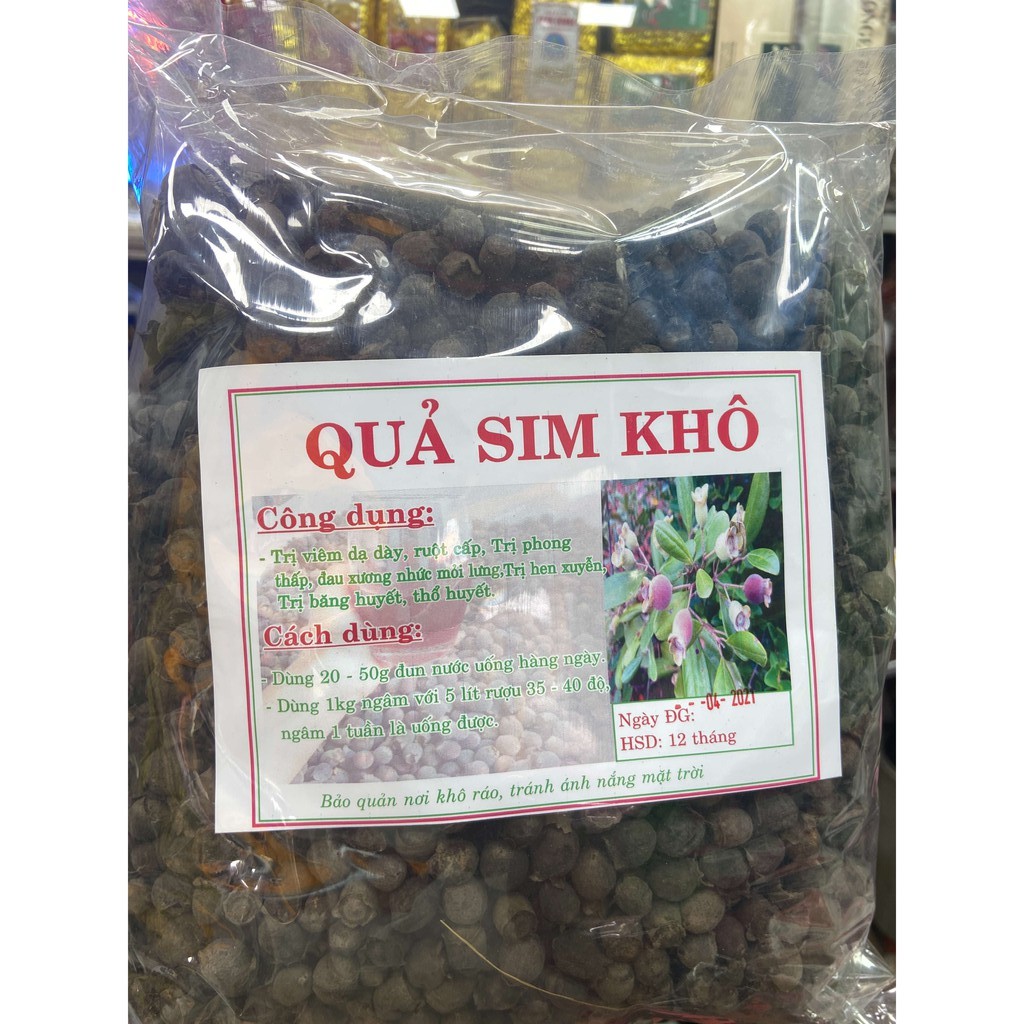 QUẢ SIM KHÔ
Công dụng:
- Trị viêm dạ dày, ruột cấp, Trị phong
thấp, đau xương nhức mỏi lưng,Trị hen xuyễn,
Trị băng huyết, thổ huyết.
Cách dùng:
- Dùng 20 - 50g đun nước uống hàng ngày.
- Dùng 1kg ngâm với 5 lít rượu 35 - 40 độ,
ngâm 1 tuần là uống được.
Ngày ĐG: -04- 2021
HSD: 12 tháng
Bảo quản nơi khô ráo, tránh ánh nắng mặt trời